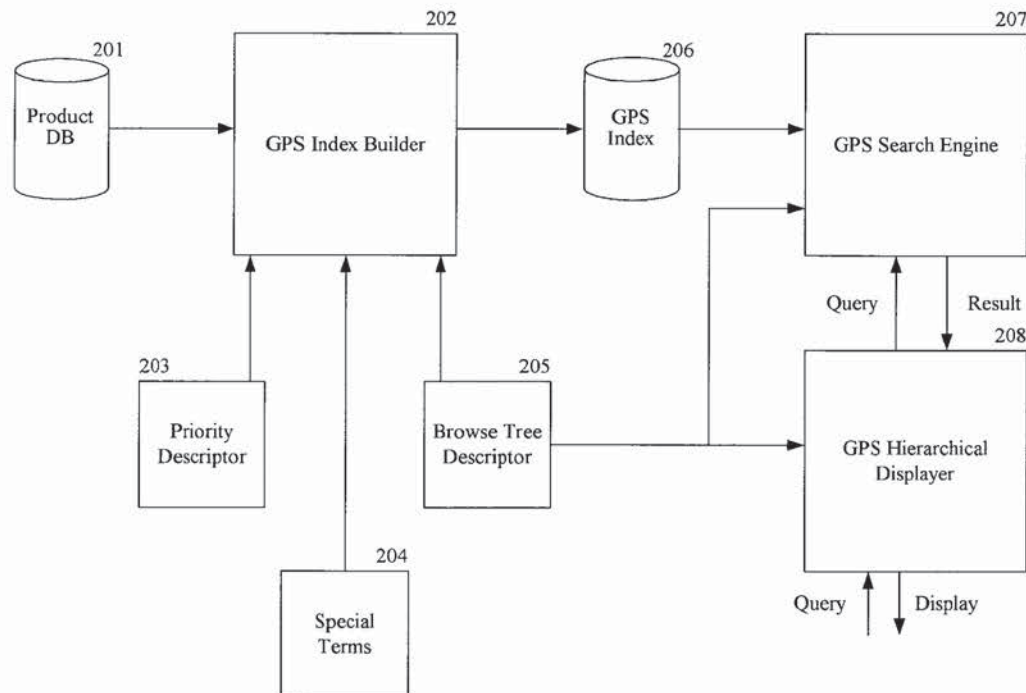 202
207
201
206
Product
DB
GPS Index Builder
GPS
Index
GPS Search Engine
Query
Result
208
203
205
Priority
Descriptor
Browse Tree
Descriptor
GPS Hierarchical
Displayer
204
Special
Terms
Query
Display